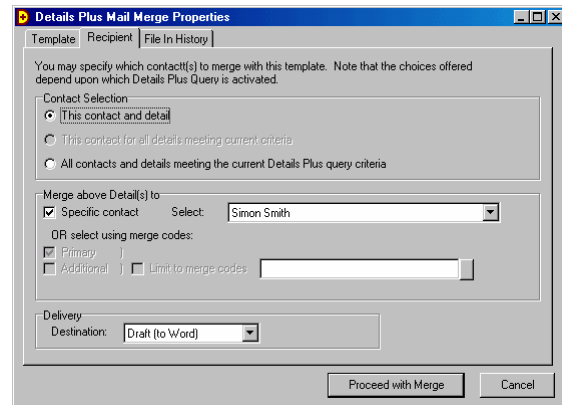 Details Plus Mail Merge Properties
Template Recipient File In History
You may specify which contactt(s) to merge with this template. Note that the choices offered
depend upon which Details Plus Query is activated.
Contact Selection
This contact and detail
This contact for all details meeting current criteria
All contacts and details meeting the current Details Plus query criteria
Merge above Detail(s) to
Specific contact Select: Simon Smith
OR select using merge codes:
Primary )
Additional ) Limit to merge codes
Delivery
Destination: Draft (to Word)
Proceed with Merge Cancel